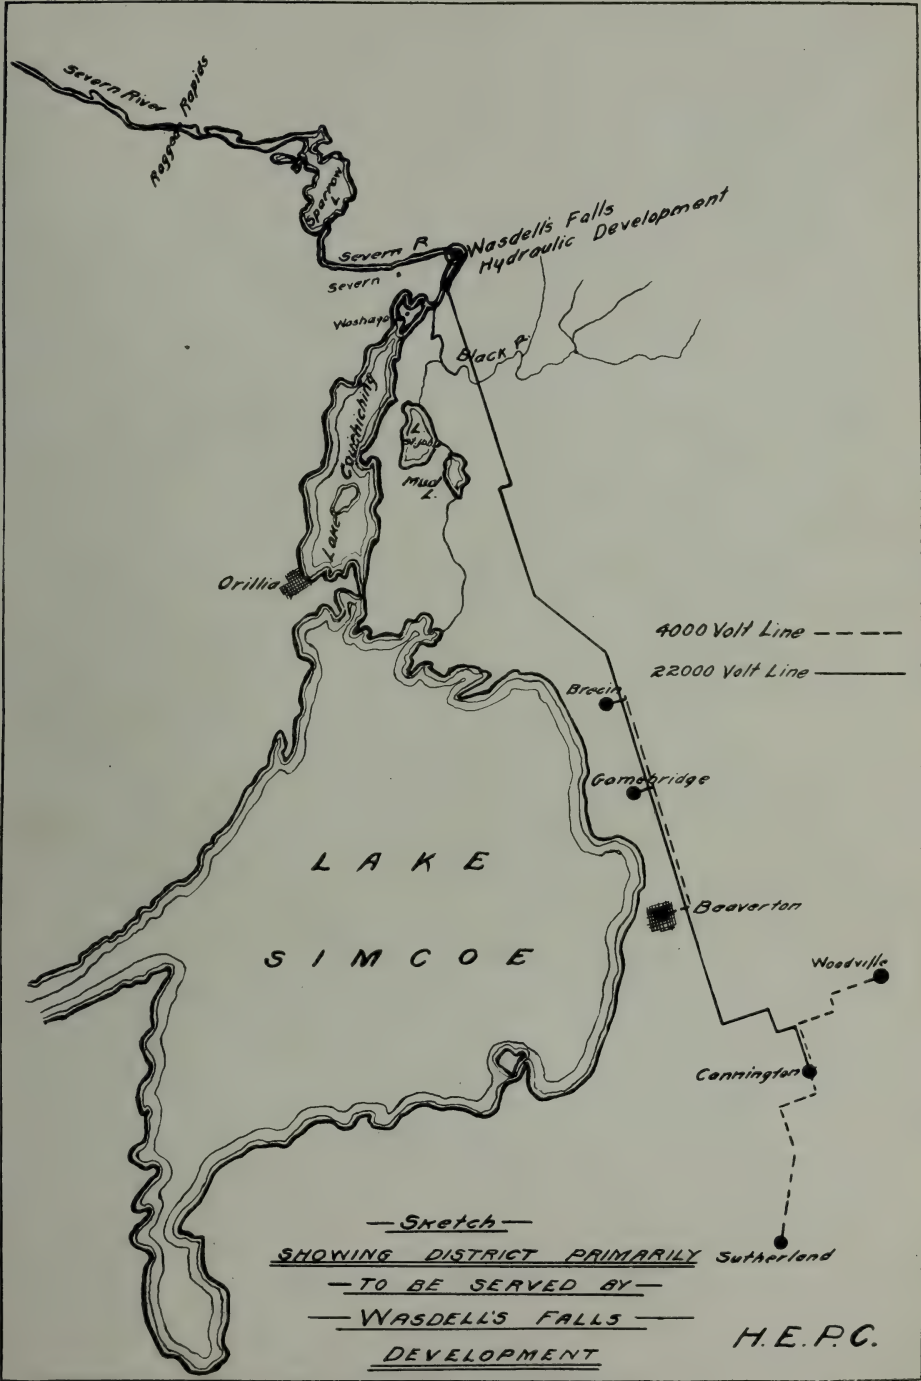 Severn River
Ragged Rapids
Sparrow
L.
Severn R
Severn
Wasdell's Falls
Hydraulic Development
Washago
Black R.
Lake Couchiching
L.
Mud
L.
Orillia
4000 Volt Line
22000 Volt Line
Brecin
Gamebridge
LAKE
SIMCOE
Beaverton
Woodville
Cannington
Sutherland
Sketch
SHOWING DISTRICT PRIMARILY
TO BE SERVED BY
WASDELL'S FALLS
DEVELOPMENT
H.E.P.C.